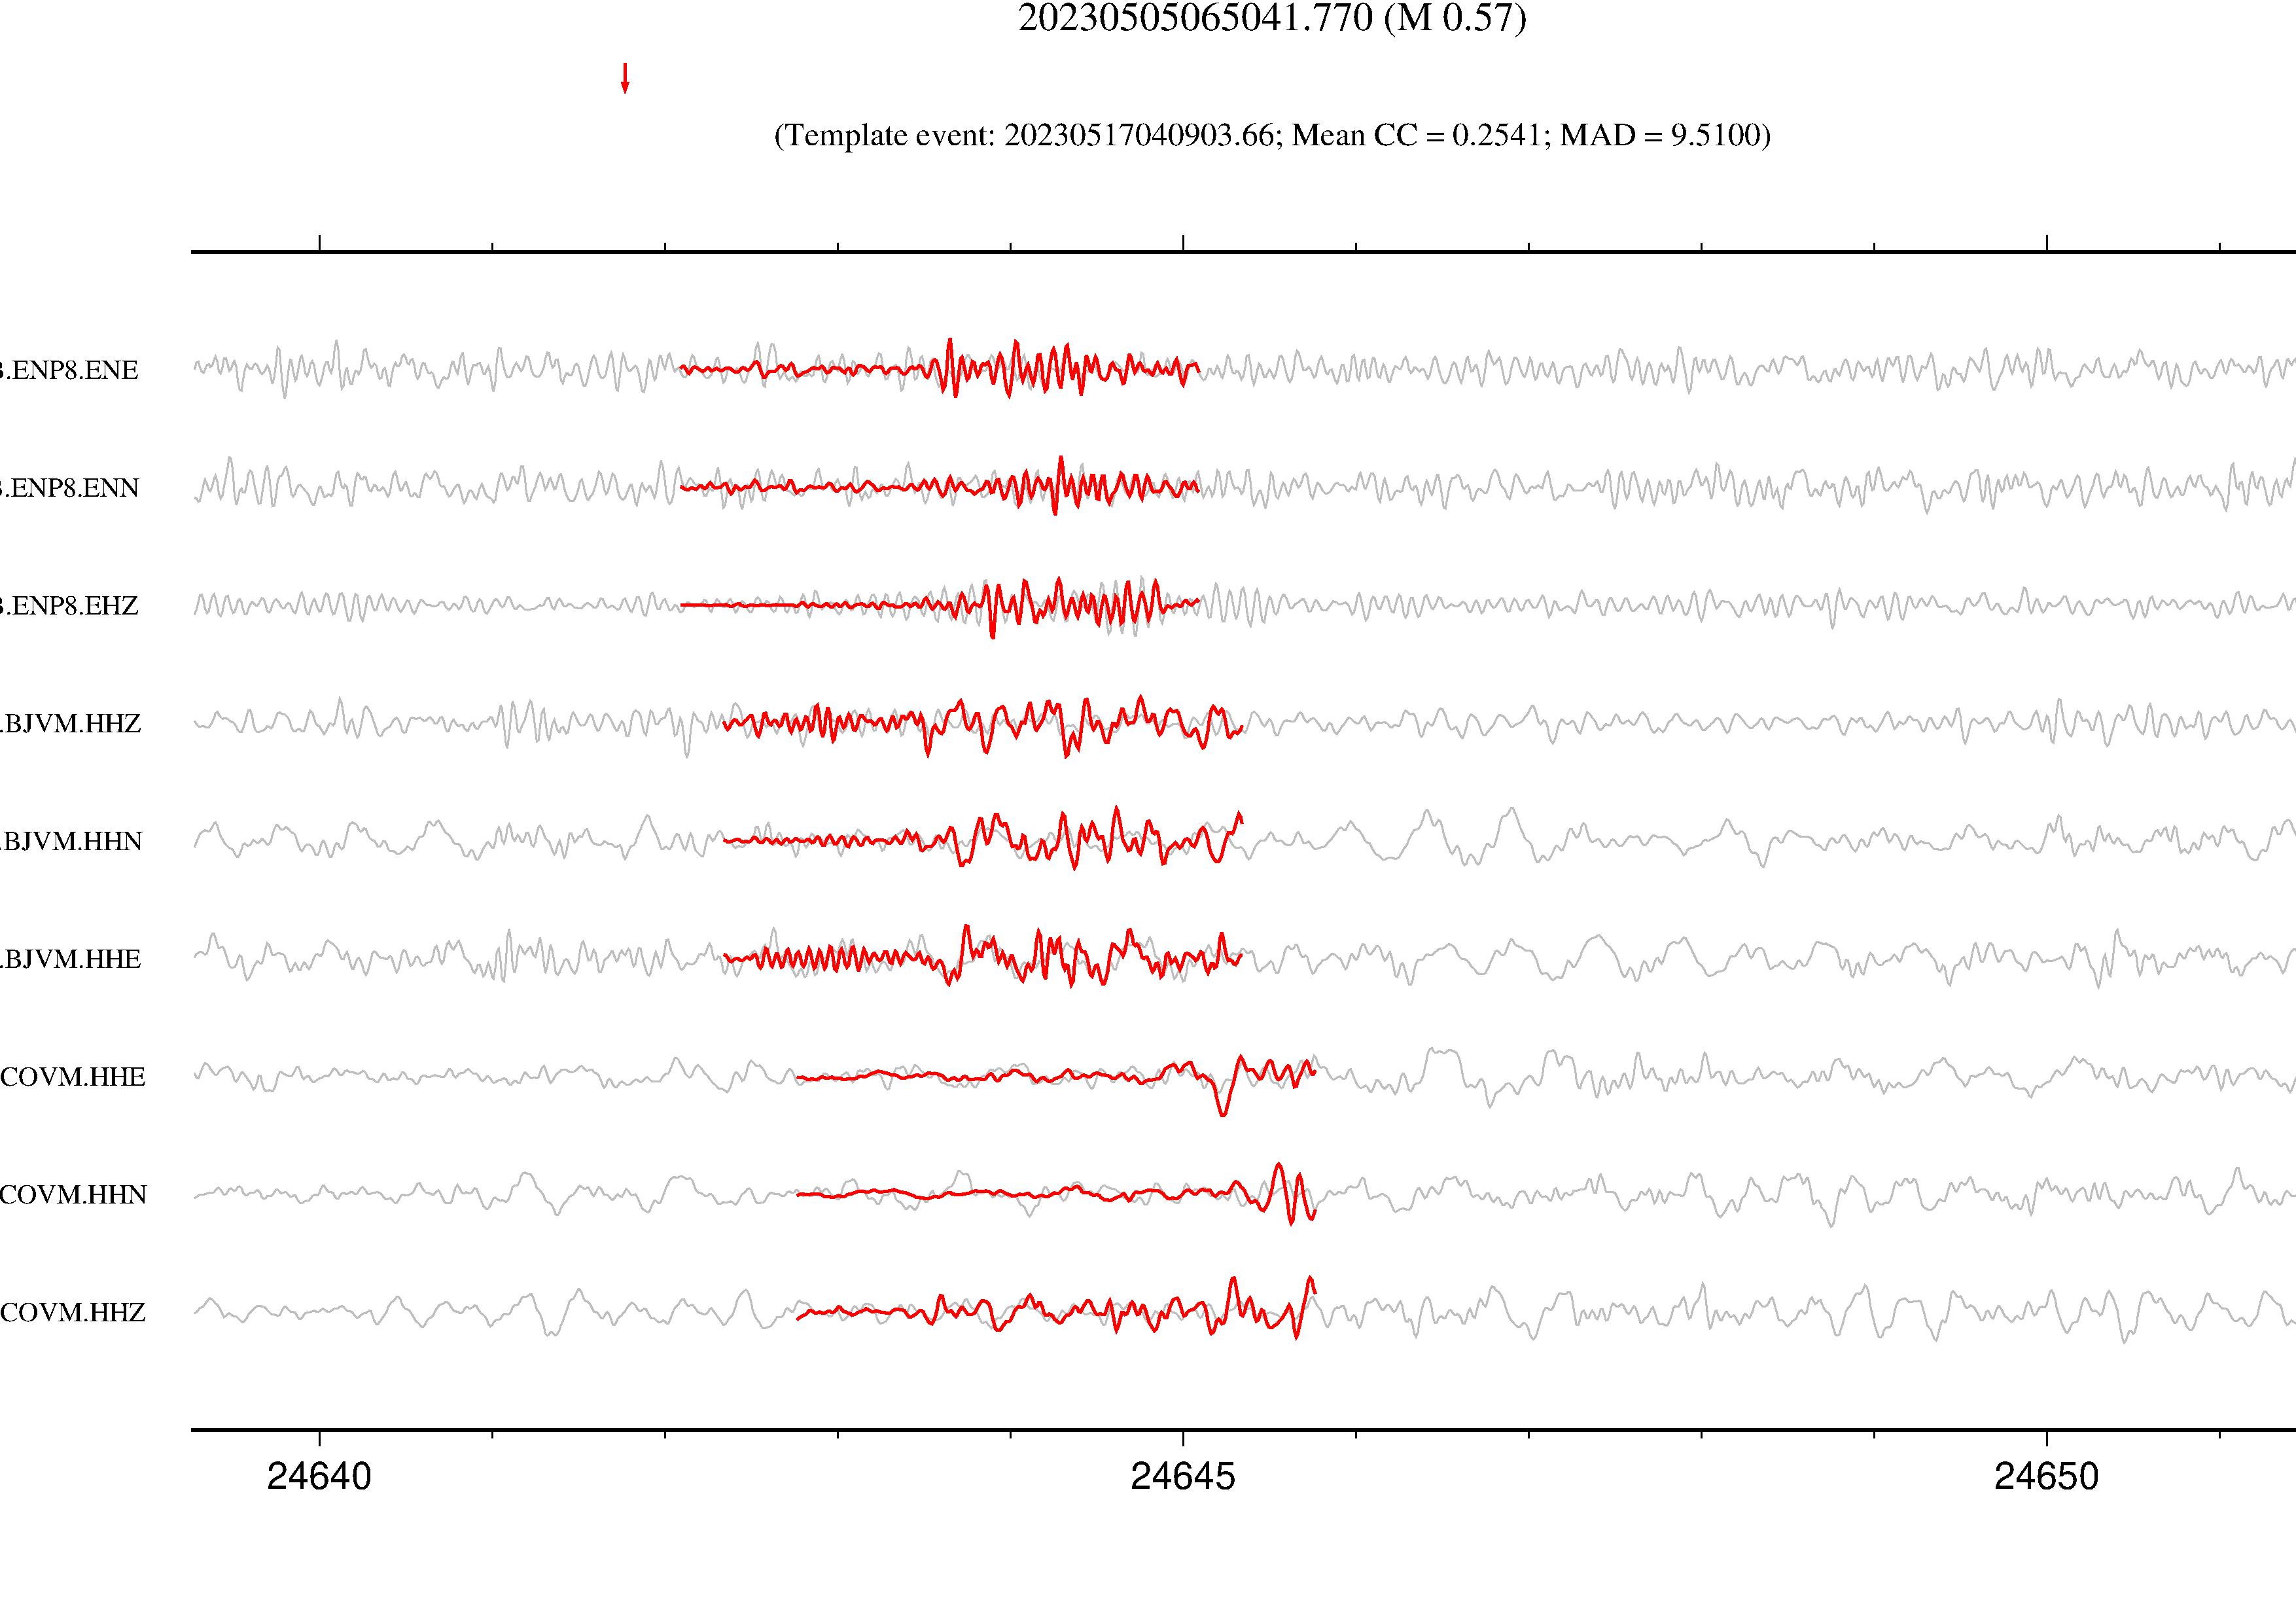 20230505065041.770 (M 0.57)
(Template event: 20230517040903.66; Mean CC = 0.2541; MAD = 9.5100)
.ENP8.ENE
.ENP8.ENN
.ENP8.EHZ
.BJVM.HHZ
.BJVM.HHN
.BJVM.HHE
COVM.HHE
COVM.HHN
COVM.HHZ
24640 24645 24650